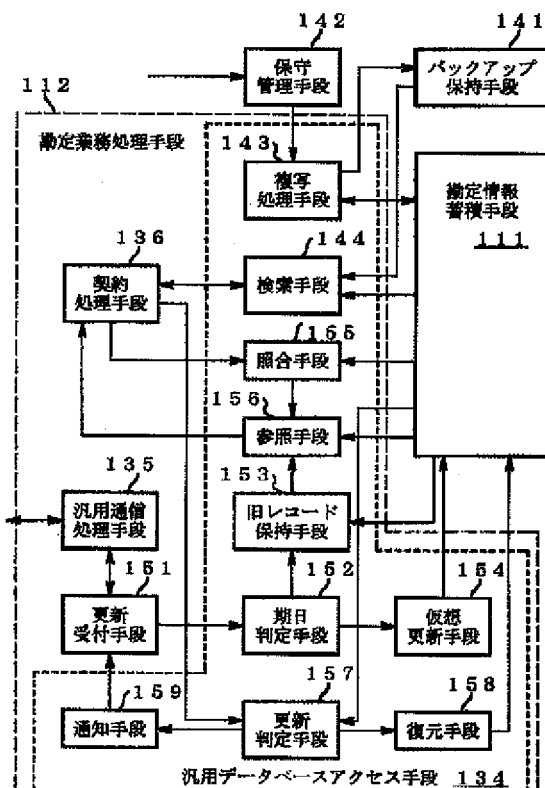 142
141
保守
管理手段
バックアップ
保持手段
112
勘定業務処理手段
143
複写
処理手段
勘定情報
蓄積手段
111
144
136
検索手段
契約
処理手段
155
照合手段
156
参照手段
135
153
汎用通信
処理手段
旧レコード
保持手段
151
152
154
更新
受付手段
期日
判定手段
仮想
更新手段
157
158
159
通知手段
更新
判定手段
復元手段
汎用データベースアクセス手段 134